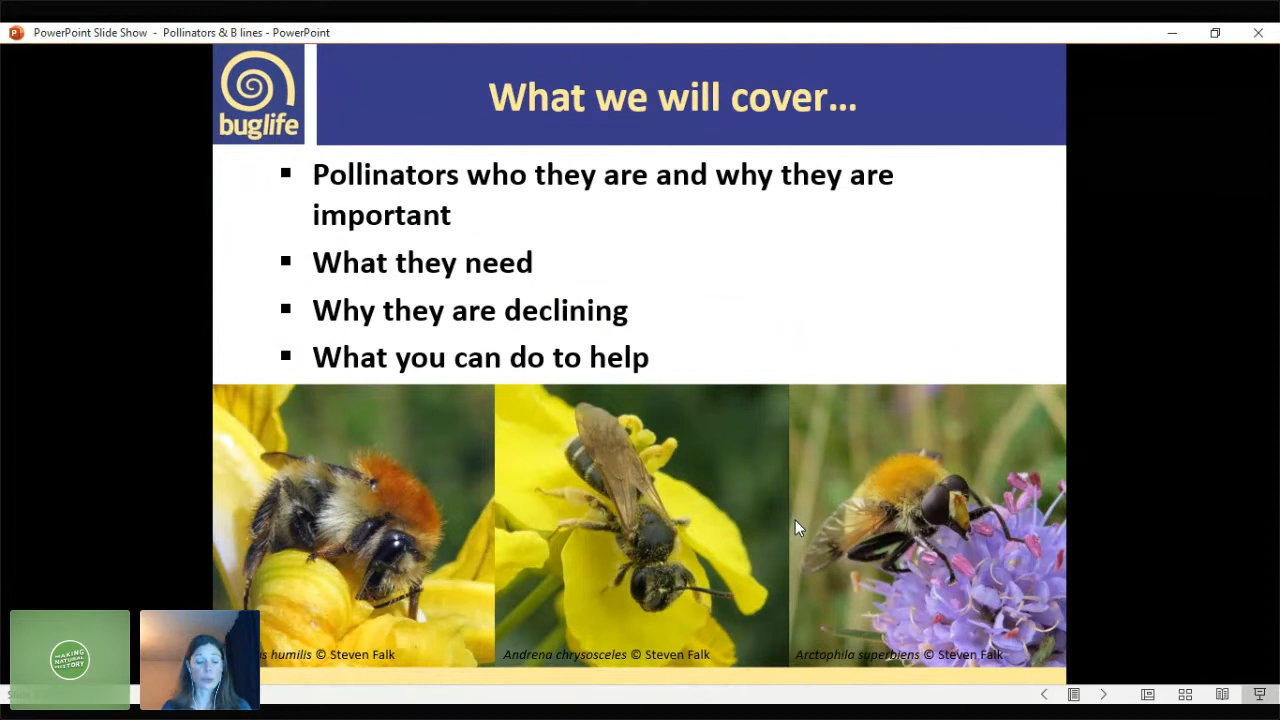 PowerPoint Slide Show - Pollinators & B lines - PowerPoint
buglife
What we will cover...
Pollinators who they are and why they are
important
What they need
Why they are declining
What you can do to help
humilis © Steven Falk
Andrena chrysosceles © Steven Falk
Arctophila superbiens © Steven Falk
MAKING
NATURAL
HISTORY